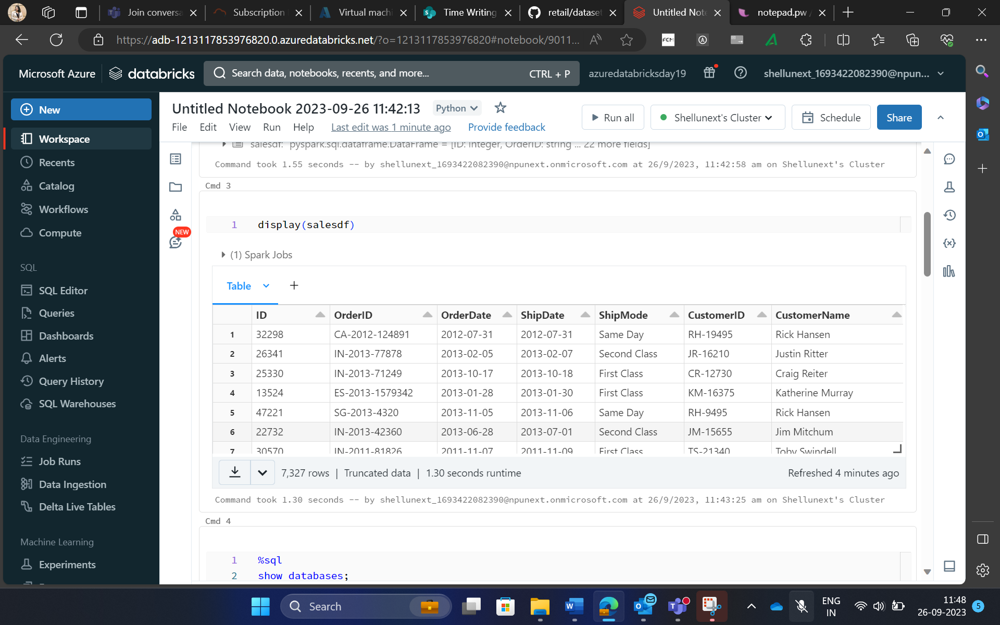 Join conversa
Subscription
Virtual machi
Time Writing
retail/dataset
Untitled Note
notepad.pw /
https://adb-1213117853976820.0.azuredatabricks.net/?o=1213117853976820#notebook/9011...
Microsoft Azure
databricks
Search data, notebooks, recents, and more...
CTRL + P
azuredatabricksday19
shellunext_1693422082390@npun...
New
Workspace
Recents
Catalog
Workflows
Compute
SQL
SQL Editor
Queries
Dashboards
Alerts
Query History
SQL Warehouses
Data Engineering
Job Runs
Data Ingestion
Delta Live Tables
Machine Learning
Experiments
Untitled Notebook 2023-09-26 11:42:13
Python
File Edit View Run Help Last edit was 1 minute ago Provide feedback
Run all
Shellunext's Cluster
Schedule
Share
NEW
salesdf: pyspark.sql.dataframe.DataFrame = [ID: integer, OrderID: string ... 22 more fields]
Command took 1.55 seconds -- by shellunext_1693422082390@npunext.onmicrosoft.com at 26/9/2023, 11:42:58 am on Shellunext's Cluster
Cmd 3
1 display(salesdf)
(1) Spark Jobs
Table +
ID OrderID OrderDate ShipDate ShipMode CustomerID CustomerName
1 32298 CA-2012-124891 2012-07-31 2012-07-31 Same Day RH-19495 Rick Hansen
2 26341 IN-2013-77878 2013-02-05 2013-02-07 Second Class JR-16210 Justin Ritter
3 25330 IN-2013-71249 2013-10-17 2013-10-18 First Class CR-12730 Craig Reiter
4 13524 ES-2013-1579342 2013-01-28 2013-01-30 First Class KM-16375 Katherine Murray
5 47221 SG-2013-4320 2013-11-05 2013-11-06 Same Day RH-9495 Rick Hansen
6 22732 IN-2013-42360 2013-06-28 2013-07-01 Second Class JM-15655 Jim Mitchum
7 30570 IN-2011-81826 2011-11-07 2011-11-09 First Class TS-21340 Toby Swindell
7,327 rows | Truncated data | 1.30 seconds runtime
Refreshed 4 minutes ago
Command took 1.30 seconds -- by shellunext_1693422082390@npunext.onmicrosoft.com at 26/9/2023, 11:43:25 am on Shellunext's Cluster
Cmd 4
1 %sql
2 show databases;
Search
ENG
IN
11:48
26-09-2023
5